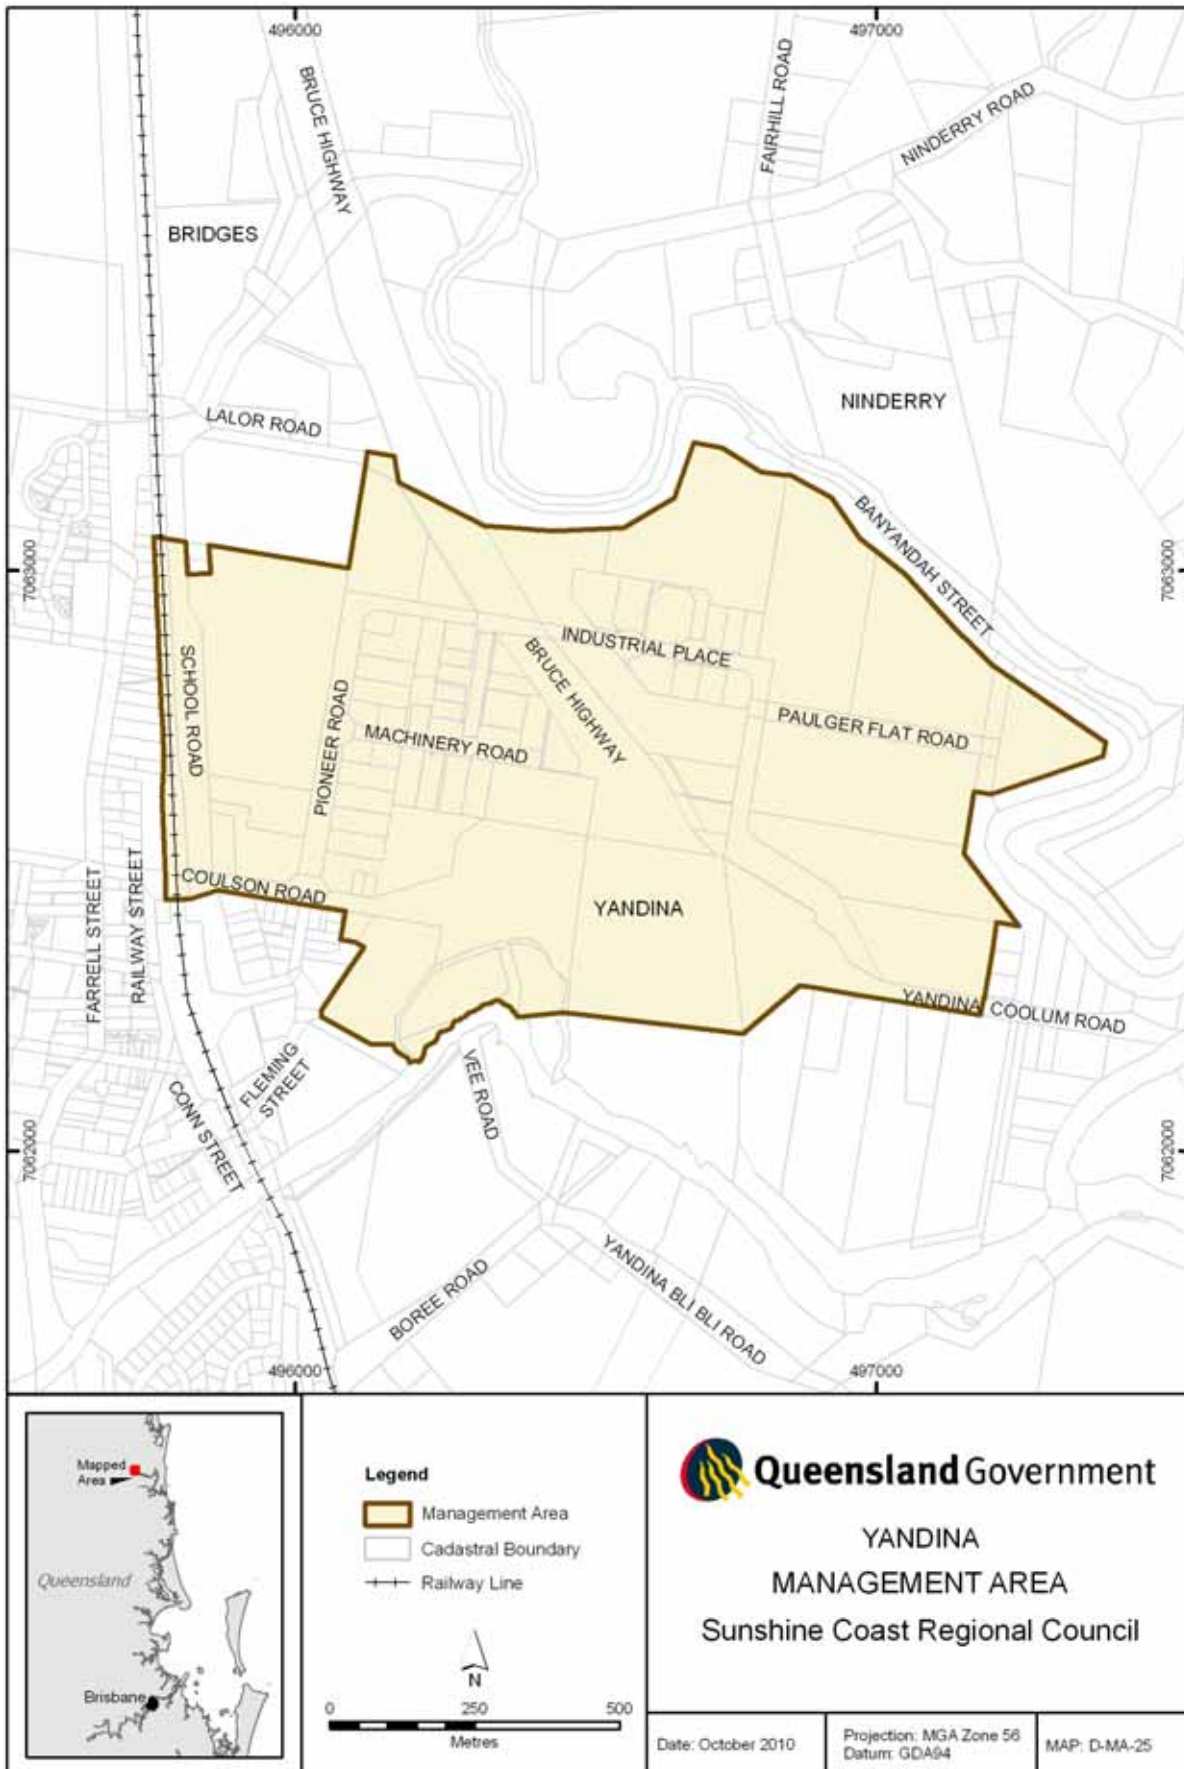 496000
497000
BRUCE HIGHWAY
FAIRHILL ROAD
NINDERRY ROAD
BRIDGES
LALOR ROAD
NINDERRY
BANYANDAH STREET
7063000
7063000
INDUSTRIAL PLACE
BRUCE HIGHWAY
SCHOOL ROAD
PIONEER ROAD
MACHINERY ROAD
PAULGER FLAT ROAD
COULSON ROAD
FARRELL STREET
RAILWAY STREET
YANDINA
YANDINA COOLUM ROAD
FLEMING
STREET
VEE ROAD
CONN STREET
7062000
7062000
BOREE ROAD
YANDINA BLI BLI ROAD
496000
497000
Mapped
Area
Queensland
Brisbane
Legend
Management Area
Cadastral Boundary
Railway Line
N
0 250 500
Metres
Queensland Government
YANDINA
MANAGEMENT AREA
Sunshine Coast Regional Council
Date: October 2010
Projection: MGA Zone 56
Datum: GDA94
MAP: D-MA-25